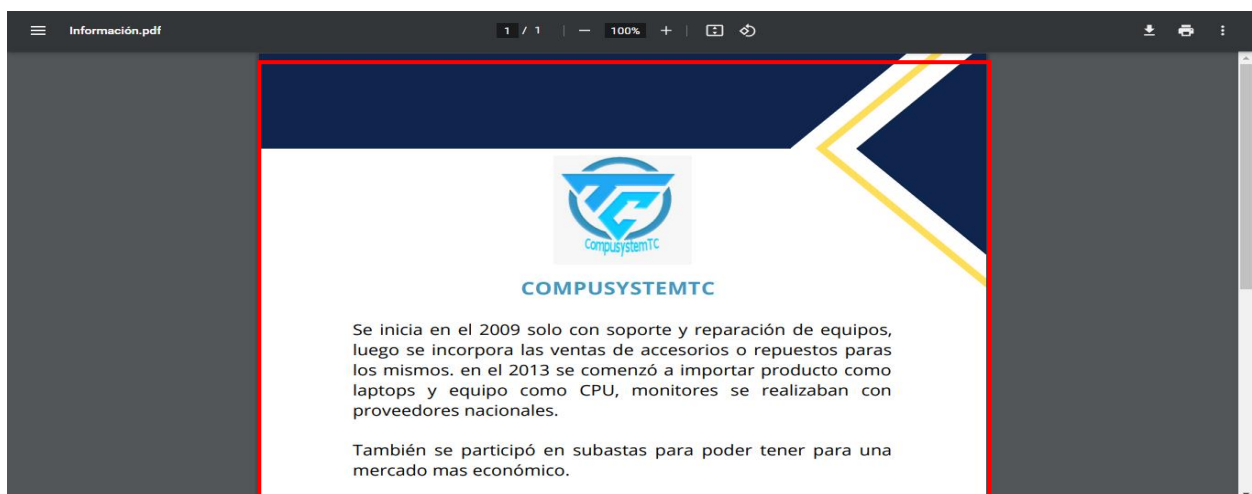 Información.pdf
1 / 1
100%
CompusystemTC
COMPUSYSTEMTC
Se inicia en el 2009 solo con soporte y reparación de equipos,
luego se incorpora las ventas de accesorios o repuestos paras
los mismos. en el 2013 se comenzó a importar producto como
laptops y equipo como CPU, monitores se realizaban con
proveedores nacionales.
También se participó en subastas para poder tener para una
mercado mas económico.